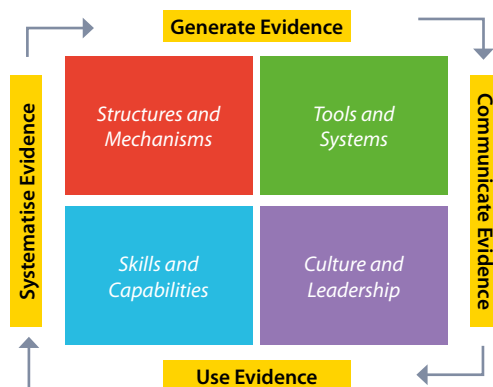 Generate Evidence
Systematise Evidence
Structures and
Mechanisms
Tools and
Systems
Communicate Evidence
Skills and
Capabilities
Culture and
Leadership
Use Evidence